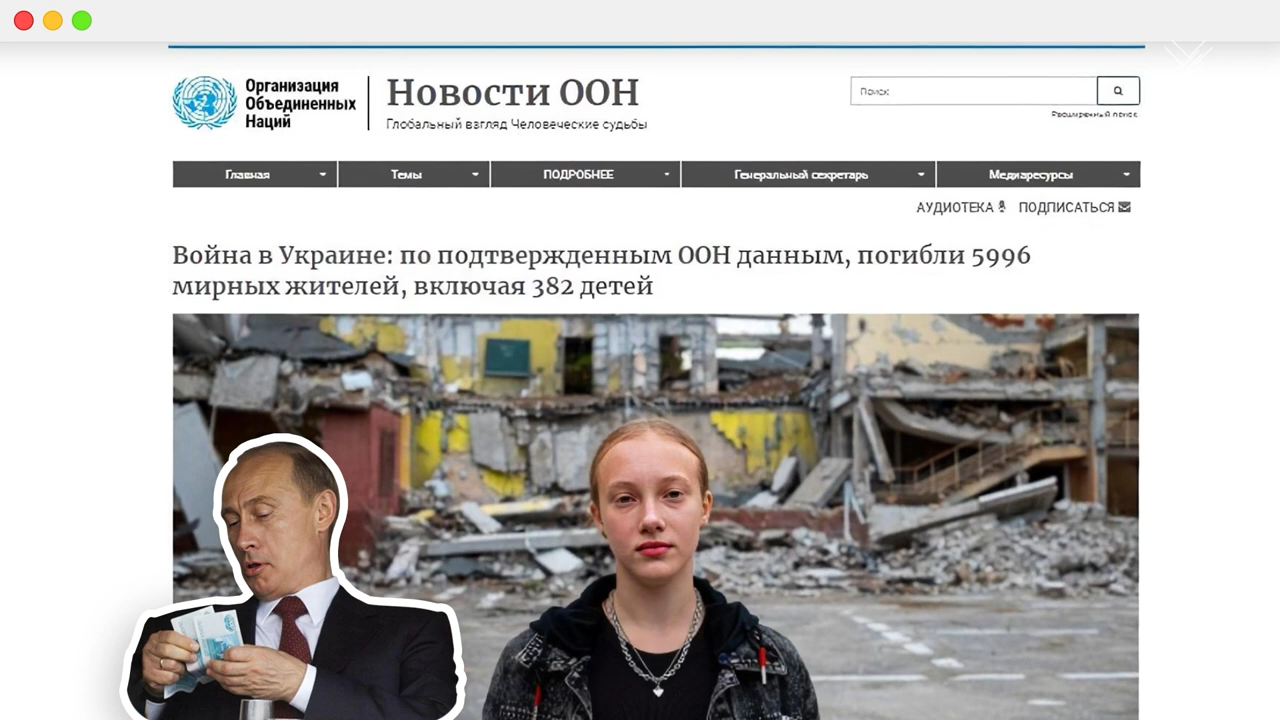 Организация
Объединенных
Наций
Новости ООН
Глобальный взгляд Человеческие судьбы
Поиск
Расширенный поиск
Главная
Темы
ПОДРОБНЕЕ
Генеральный секретарь
Медиаресурсы
АУДИОТЕКА
ПОДПИСАТЬСЯ
Война в Украине: по подтвержденным ООН данным, погибли 5996
мирных жителей, включая 382 детей